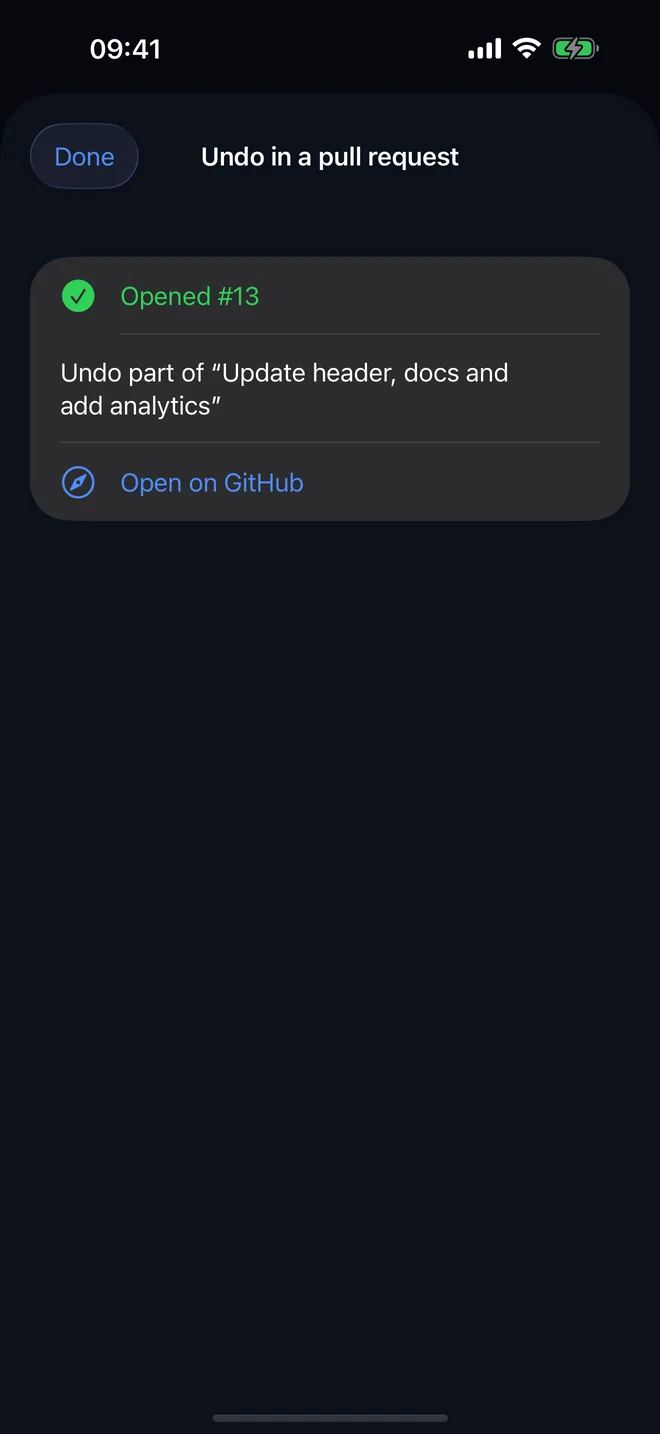 09:41
Done
Undo in a pull request
Opened #13
Undo part of “Update header, docs and
add analytics”
Open on GitHub